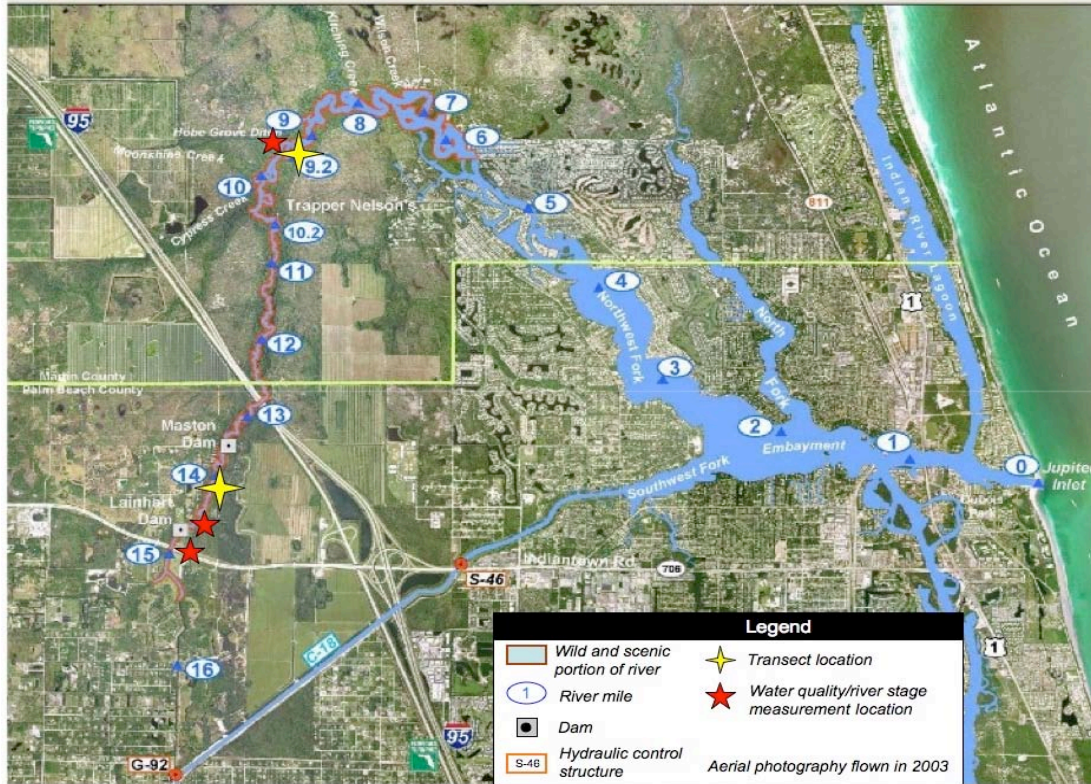 Kitching Creek
Wilson Creek
Atlantic Ocean
95
Hobe Grove Ditch
Moonshine Creek
9
8
7
6
9.2
10
Cypress Creek
Trapper Nelson's
5
10.2
811
Indian River Lagoon
11
4
1
Northwest Fork
North Fork
12
3
Martin County
Palm Beach County
13
2
Embayment
1
0
Jupiter
Inlet
Maston
Dam
14
Southwest Fork
Lainhart
Dam
15
Indiantown Rd
706
S-46
C-18
16
1
95
G-92
Legend
Wild and scenic
portion of river
1
River mile
Dam
S-46
Hydraulic control
structure
Transect location
Water quality/river stage
measurement location
Aerial photography flown in 2003